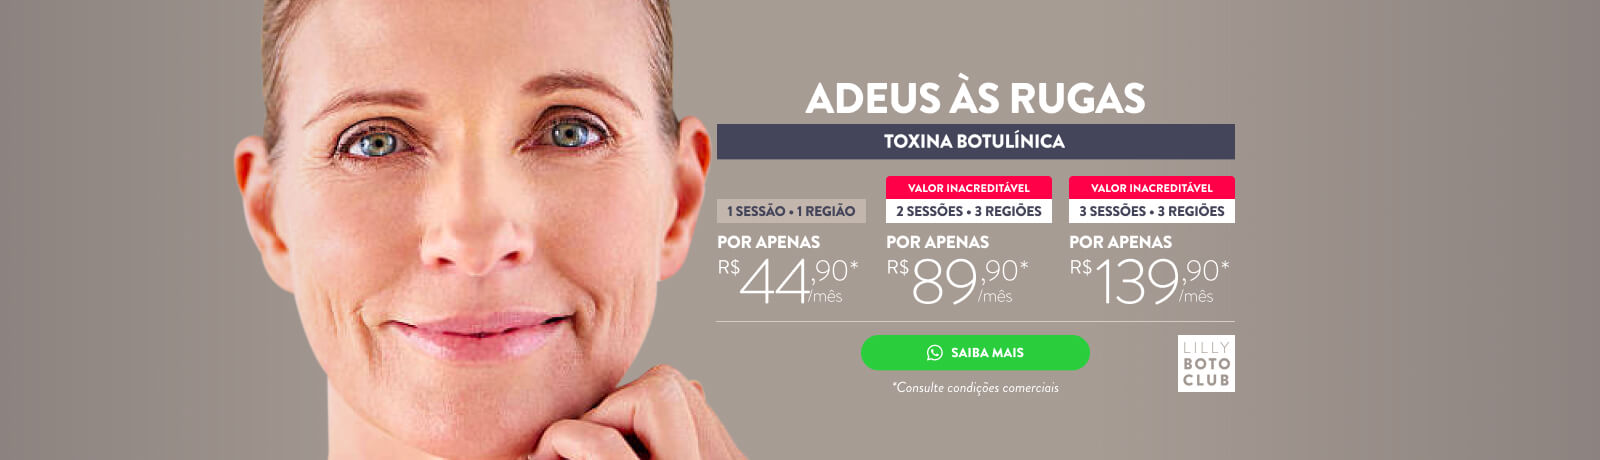 ADEUS ÀS RUGAS
TOXINA BOTULÍNICA
1 SESSÃO • 1 REGIÃO
POR APENAS
R$ 44,90*
/mês
VALOR INACREDITÁVEL
2 SESSÕES • 3 REGIÕES
POR APENAS
R$ 89,90*
/mês
VALOR INACREDITÁVEL
3 SESSÕES • 3 REGIÕES
POR APENAS
R$ 139,90*
/mês
SAIBA MAIS
*Consulte condições comerciais
LILLY
BOTO
CLUB